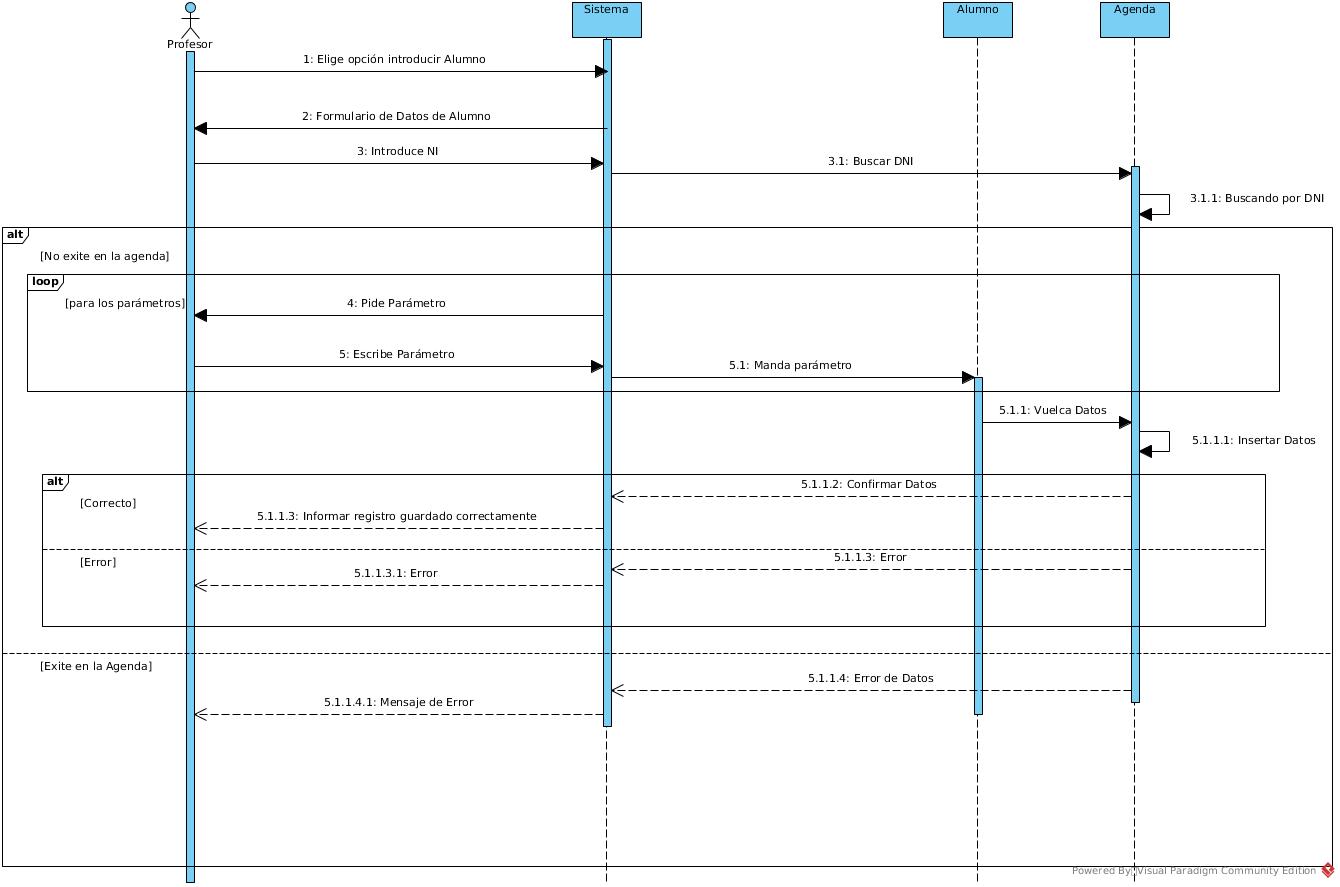 Profesor
Sistema
Alumno
Agenda
1: Elige opción introducir Alumno
2: Formulario de Datos de Alumno
3: Introduce NI
3.1: Buscar DNI
3.1.1: Buscando por DNI
alt
[No exite en la agenda]
loop
[para los parámetros]
4: Pide Parámetro
5: Escribe Parámetro
5.1: Manda parámetro
5.1.1: Vuelca Datos
5.1.1.1: Insertar Datos
alt
[Correcto]
5.1.1.2: Confirmar Datos
5.1.1.3: Informar registro guardado correctamente
[Error]
5.1.1.3: Error
5.1.1.3.1: Error
[Exite en la Agenda]
5.1.1.4: Error de Datos
5.1.1.4.1: Mensaje de Error
Powered By Visual Paradigm Community Edition